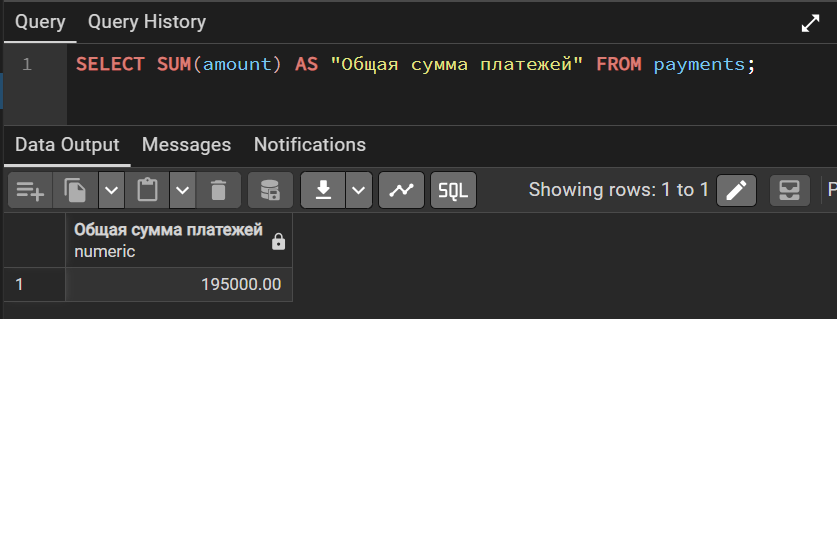 Query Query History
1 SELECT SUM(amount) AS "Общая сумма платежей" FROM payments;
Data Output Messages Notifications
SQL Showing rows: 1 to 1 P
Общая сумма платежей
numeric
1 195000.00